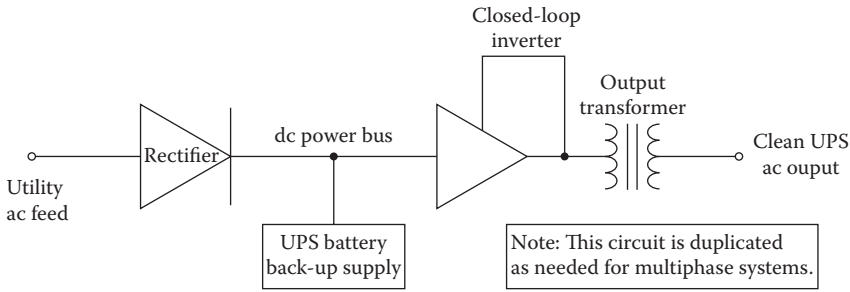 Closed-loop
inverter
Output
transformer
Rectifier
dc power bus
Clean UPS
ac ouput
Utility
ac feed
UPS battery
back-up supply
Note: This circuit is duplicated
as needed for multiphase systems.